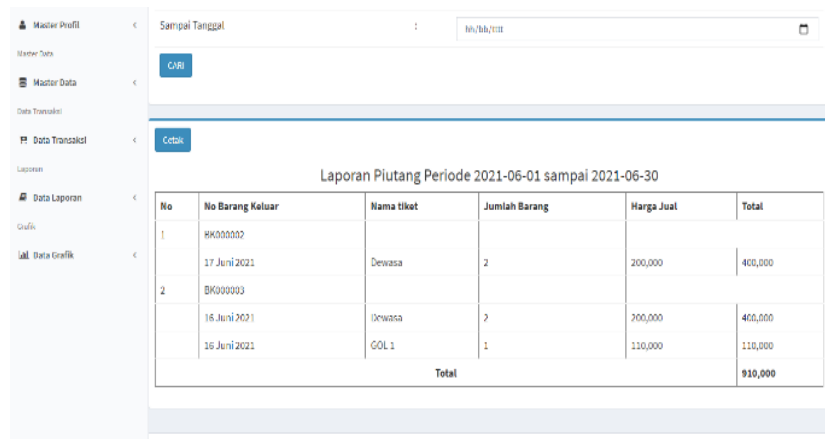 Master Profil
Master Data
Master Data
Data Transaksi
Data Transaksi
Laporan
Data Laporan
Grafik
Data Grafik
Sampai Tanggal :
hh/bb/tttt
CARI
Cetak
Laporan Piutang Periode 2021-06-01 sampai 2021-06-30
No No Barang Keluar Nama tiket Jumlah Barang Harga Jual Total
1 BK000002
17 Juni 2021 Dewasa 2 200,000 400,000
2 BK000003
16 Juni 2021 Dewasa 2 200,000 400,000
16 Juni 2021 GOL 1 1 110,000 110,000
Total 910,000